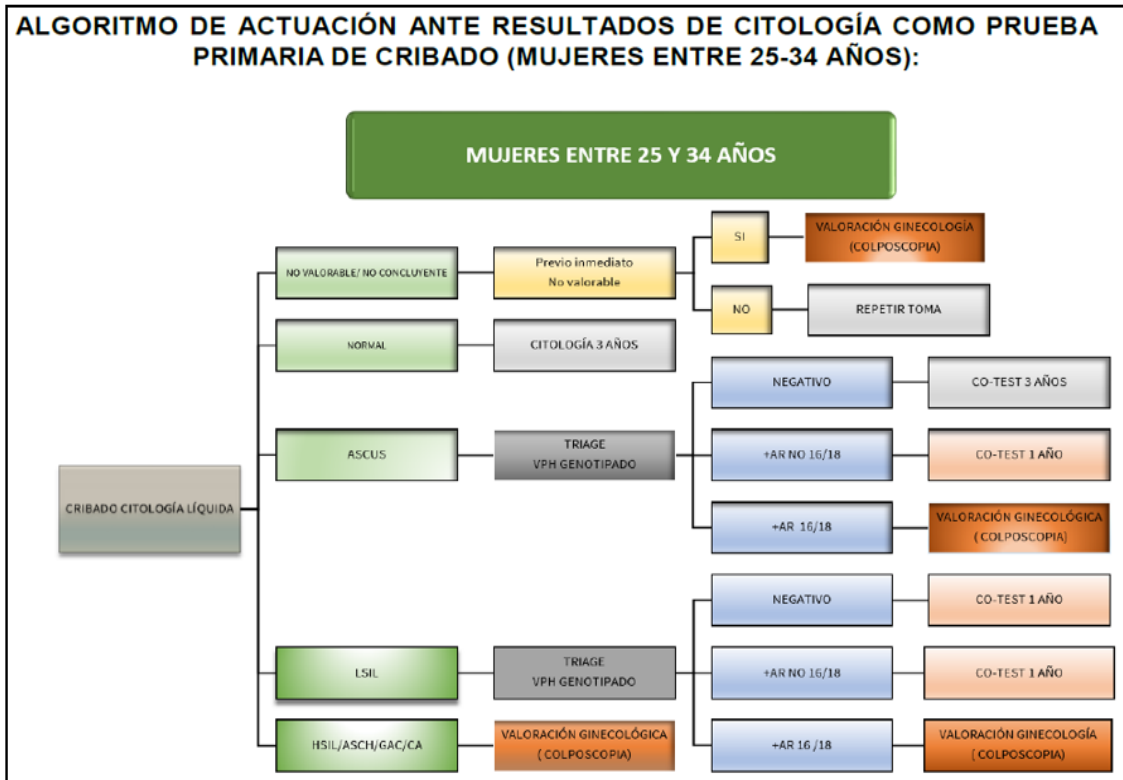 ALGORITMO DE ACTUACIÓN ANTE RESULTADOS DE CITOLOGÍA COMO PRUEBA
PRIMARIA DE CRIBADO (MUJERES ENTRE 25-34 AÑOS):
MUJERES ENTRE 25 Y 34 AÑOS
CRIBADO CITOLOGÍA LÍQUIDA
NO VALORABLE/ NO CONCLUYENTE
Previo inmediato
No valorable
SI
VALORACIÓN GINECOLOGÍA
(COLPOSCOPIA)
NO
REPETIR TOMA
NORMAL
CITOLOGÍA 3 AÑOS
ASCUS
TRIAGE
VPH GENOTIPADO
NEGATIVO
CO-TEST 3 AÑOS
+AR NO 16/18
CO-TEST 1 AÑO
+AR 16/18
VALORACIÓN GINECOLÓGICA
( COLPOSCOPIA)
LSIL
TRIAGE
VPH GENOTIPADO
NEGATIVO
CO-TEST 1 AÑO
+AR NO 16/18
CO-TEST 1 AÑO
+AR 16 /18
VALORACIÓN GINECOLOGÍA
( COLPOSCOPIA)
HSIL/ASCH/GAC/CA
VALORACIÓN GINECOLÓGICA
( COLPOSCOPIA)